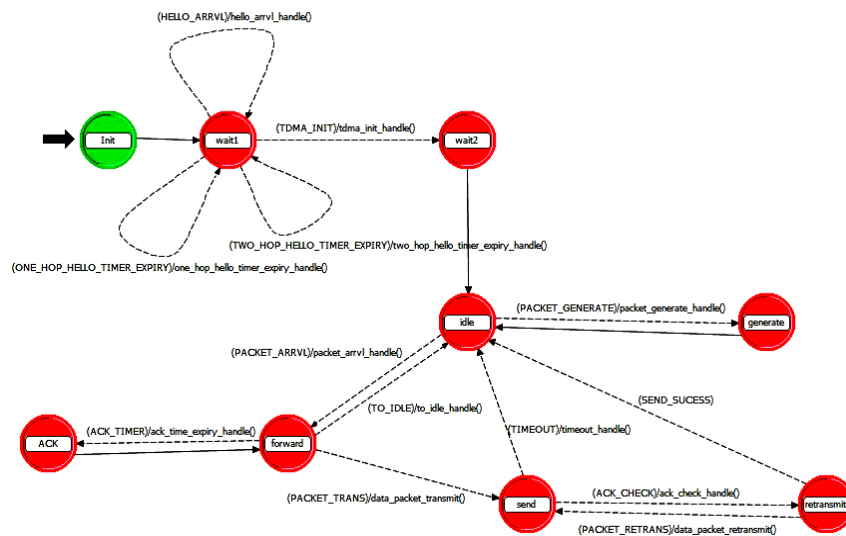 (HELLO_ARRVL)/hello_arrvl_handle()
Init
wait1
(TDMA_INIT)/tdma_init_handle()
wait2
(TWO_HOP_HELLO_TIMER_EXPIRY)/two_hop_hello_timer_expiry_handle()
(ONE_HOP_HELLO_TIMER_EXPIRY)/one_hop_hello_timer_expiry_handle()
(PACKET_GENERATE)/packet_generate_handle()
idle
generate
(PACKET_ARRVL)/packet_arrvl_handle()
(SEND_SUCESS)
(TO_IDLE)/to_idle_handle()
(ACK_TIMER)/ack_time_expiry_handle()
(TIMEOUT)/timeout_handle()
ACK
forward
(PACKET_TRANS)/data_packet_transmit()
(ACK_CHECK)/ack_check_handle()
send
retransmit
(PACKET_RETRANS)/data_packet_retransmit()